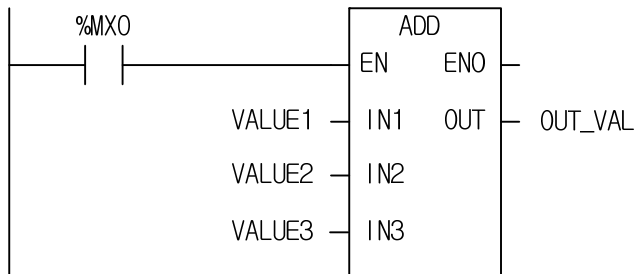 %MX0
ADD
EN ENO
VALUE1 IN1 OUT OUT_VAL
VALUE2 IN2
VALUE3 IN3